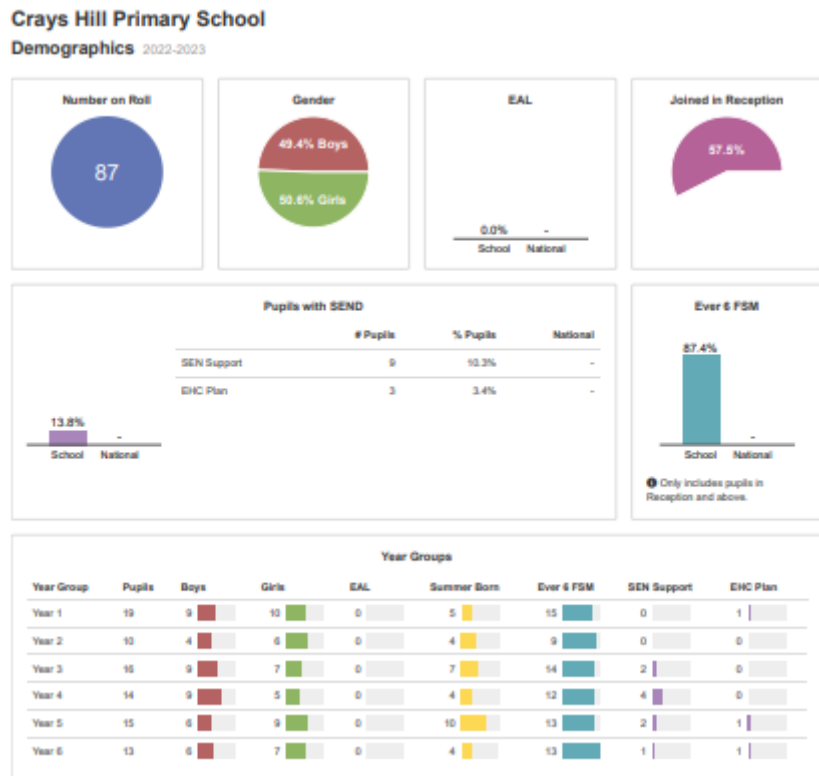 Crays Hill Primary School
Demographics 2022-2023
Number on Roll
87
Gender
49.4% Boys
50.6% Girls
EAL
0.0% -
School National
Joined in Reception
57.5%
Pupils with SEND
# Pupils % Pupils National
SEN Support 9 10.3% -
EHC Plan 3 3.4% -
13.8% -
School National
Ever 6 FSM
87.4%
-
School National
Only includes pupils in
Reception and above.
Year Groups
Year Group Pupils Boys Girls EAL Summer Born Ever 6 FSM SEN Support EHC Plan
Year 1 19 9 10 0 5 15 0 1
Year 2 10 4 6 0 4 9 0 0
Year 3 16 9 7 0 7 14 2 0
Year 4 14 9 5 0 4 12 4 0
Year 5 15 6 9 0 10 13 2 1
Year 6 13 6 7 0 4 13 1 1